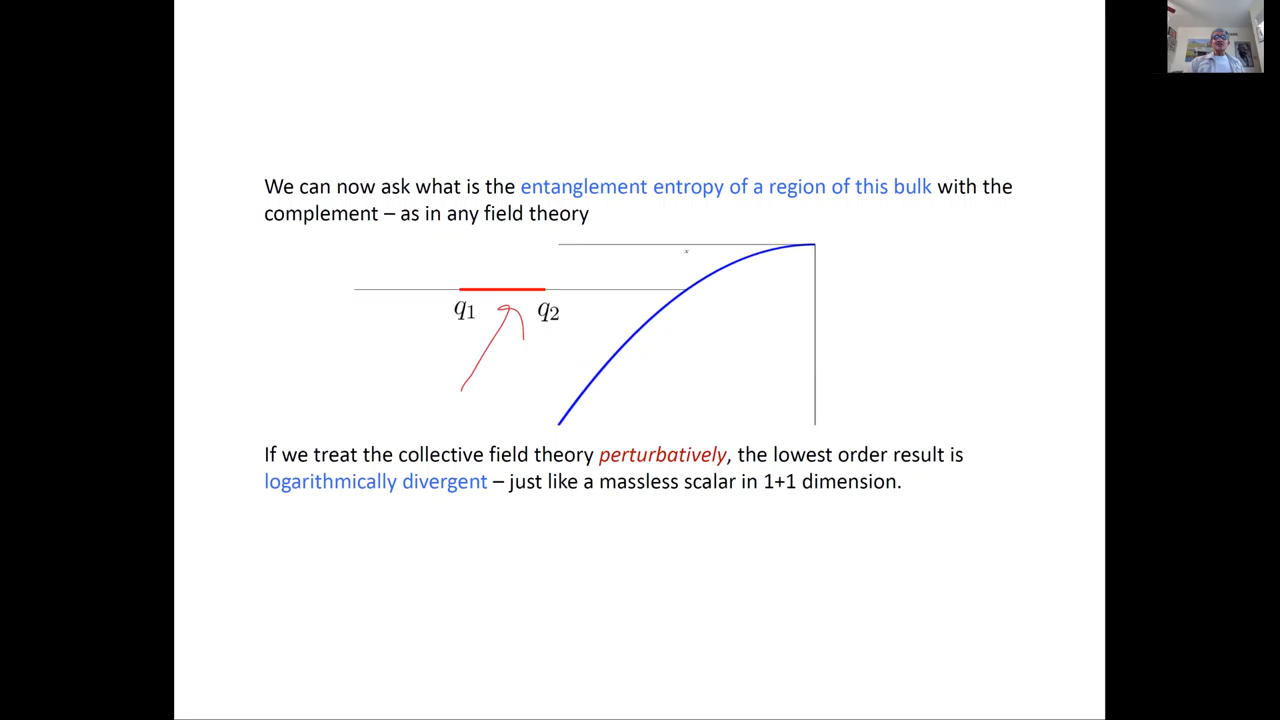 We can now ask what is the entanglement entropy of a region of this bulk with the
complement – as in any field theory
x
q₁ q₂
If we treat the collective field theory perturbatively, the lowest order result is
logarithmically divergent – just like a massless scalar in 1+1 dimension.